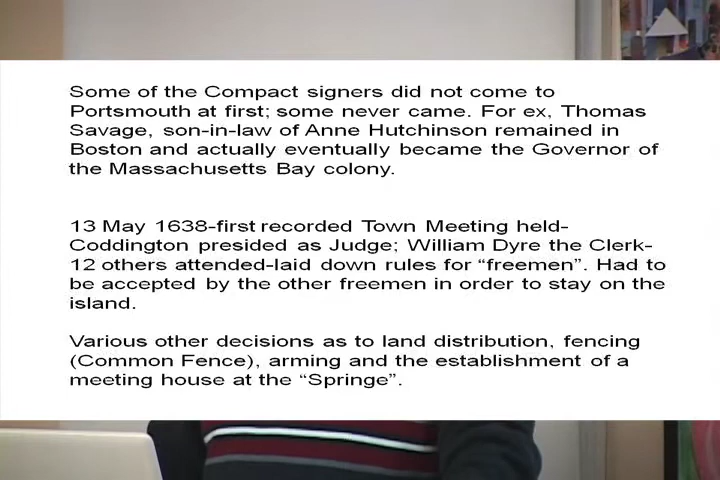 Some of the Compact signers did not come to
Portsmouth at first; some never came. For ex, Thomas
Savage, son-in-law of Anne Hutchinson remained in
Boston and actually eventually became the Governor of
the Massachusetts Bay colony.
13 May 1638-first recorded Town Meeting held-
Coddington presided as Judge; William Dyre the Clerk-
12 others attended-laid down rules for “freemen”. Had to
be accepted by the other freemen in order to stay on the
island.
Various other decisions as to land distribution, fencing
(Common Fence), arming and the establishment of a
meeting house at the “Springe”.